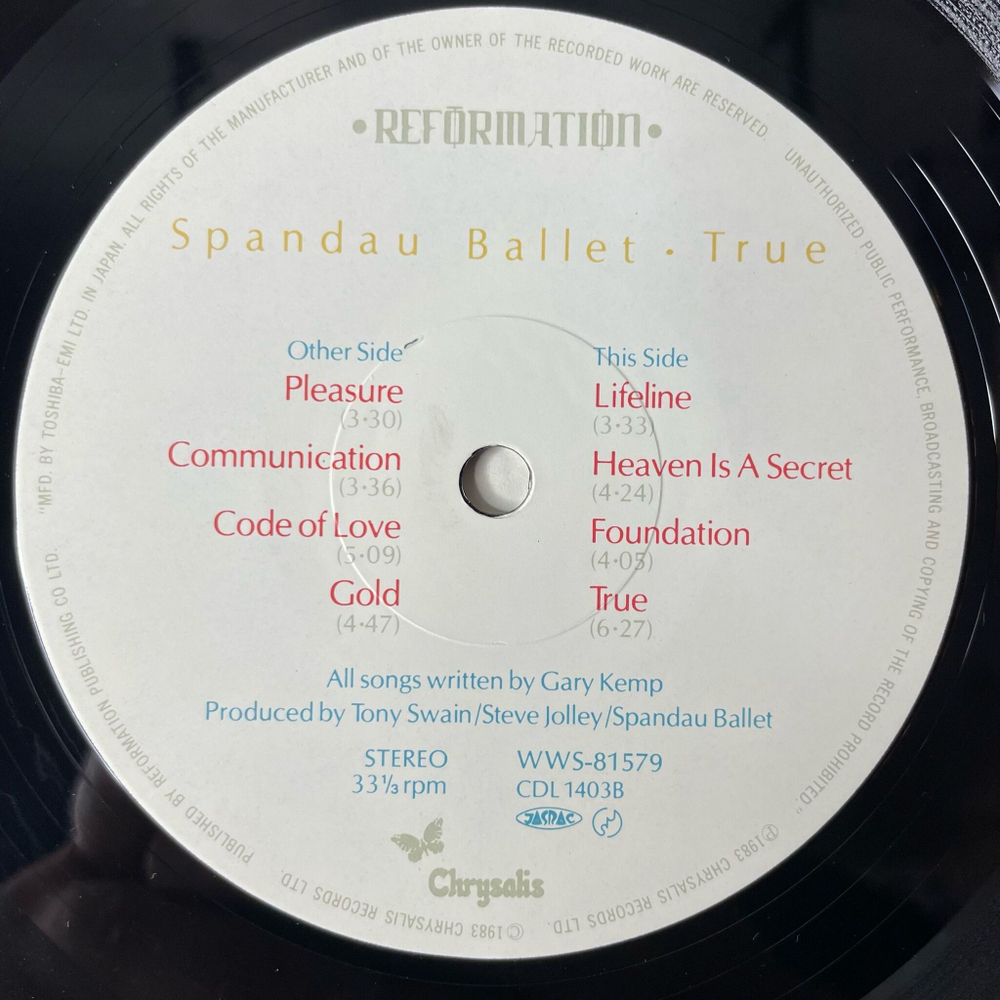 "MFD. BY TOSHIBA-EMI LTD. IN JAPAN. ALL RIGHTS OF THE MANUFACTURER AND OF THE OWNER OF THE RECORDED WORK ARE RESERVED. UNAUTHORIZED PUBLIC PERFORMANCE, BROADCASTING AND COPYING OF THE RECORD PROHIBITED."
• REFORMATION •
Spandau Ballet • True
Other Side
Pleasure
(3•30)
Communication
(3•36)
Code of Love
(5•09)
Gold
(4•47)
This Side
Lifeline
(3•33)
Heaven Is A Secret
(4•24)
Foundation
(4•05)
True
(6•27)
All songs written by Gary Kemp
Produced by Tony Swain/Steve Jolley/Spandau Ballet
STEREO
33⅓ rpm
WWS-81579
CDL 1403B
JASRAC
Chrysalis
℗1983 CHRYSALIS RECORDS LTD. ©1983 CHRYSALIS RECORDS LTD. PUBLISHED BY REFORMATION PUBLISHING CO LTD.